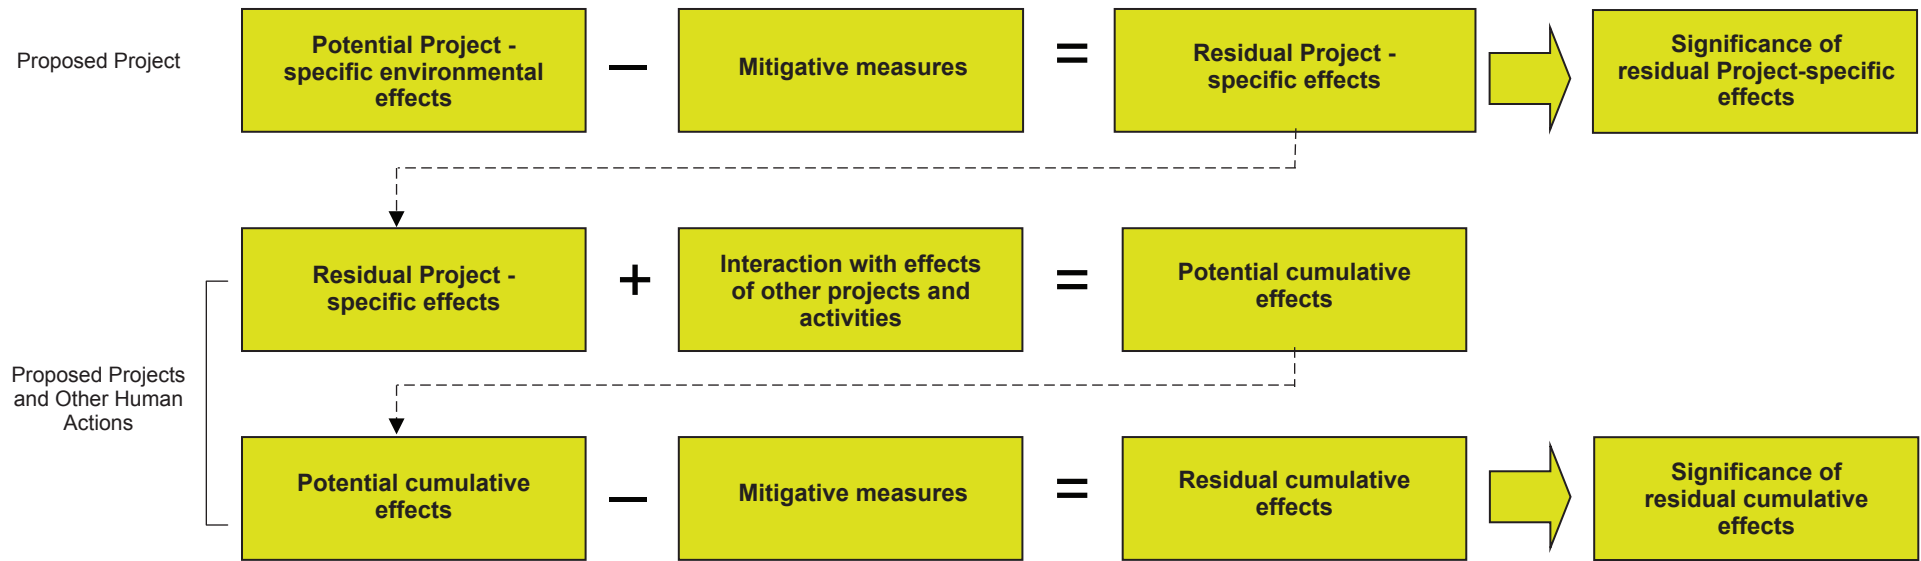 Proposed Project
Potential Project -
specific environmental
effects
—
Mitigative measures
=
Residual Project -
specific effects
Significance of
residual Project-specific
effects
Residual Project -
specific effects
+
Interaction with effects
of other projects and
activities
=
Potential cumulative
effects
Proposed Projects
and Other Human
Actions
Potential cumulative
effects
—
Mitigative measures
=
Residual cumulative
effects
Significance of
residual cumulative
effects